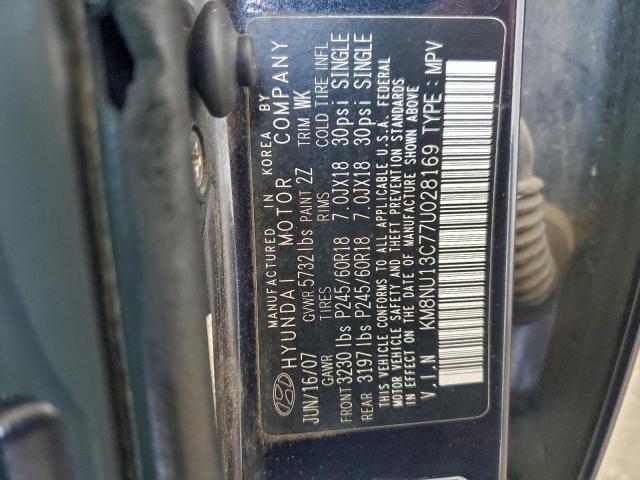 MANUFACTURED IN KOREA BY
HYUNDAI MOTOR COMPANY
JUN/16/07 GVWR 5732 lbs PAINT 2Z TRIM WK
GAWR TIRES RIMS COLD TIRE INFL
FRONT 3230 lbs P245/60R18 7.0JX18 30psi SINGLE
REAR 3197 lbs P245/60R18 7.0JX18 30psi SINGLE
THIS VEHICLE CONFORMS TO ALL APPLICABLE U.S.A. FEDERAL
MOTOR VEHICLE SAFETY AND THEFT PREVENTION STANDARDS
IN EFFECT ON THE DATE OF MANUFACTURE SHOWN ABOVE
V.I.N KM8NU13C77U028169 TYPE : MPV